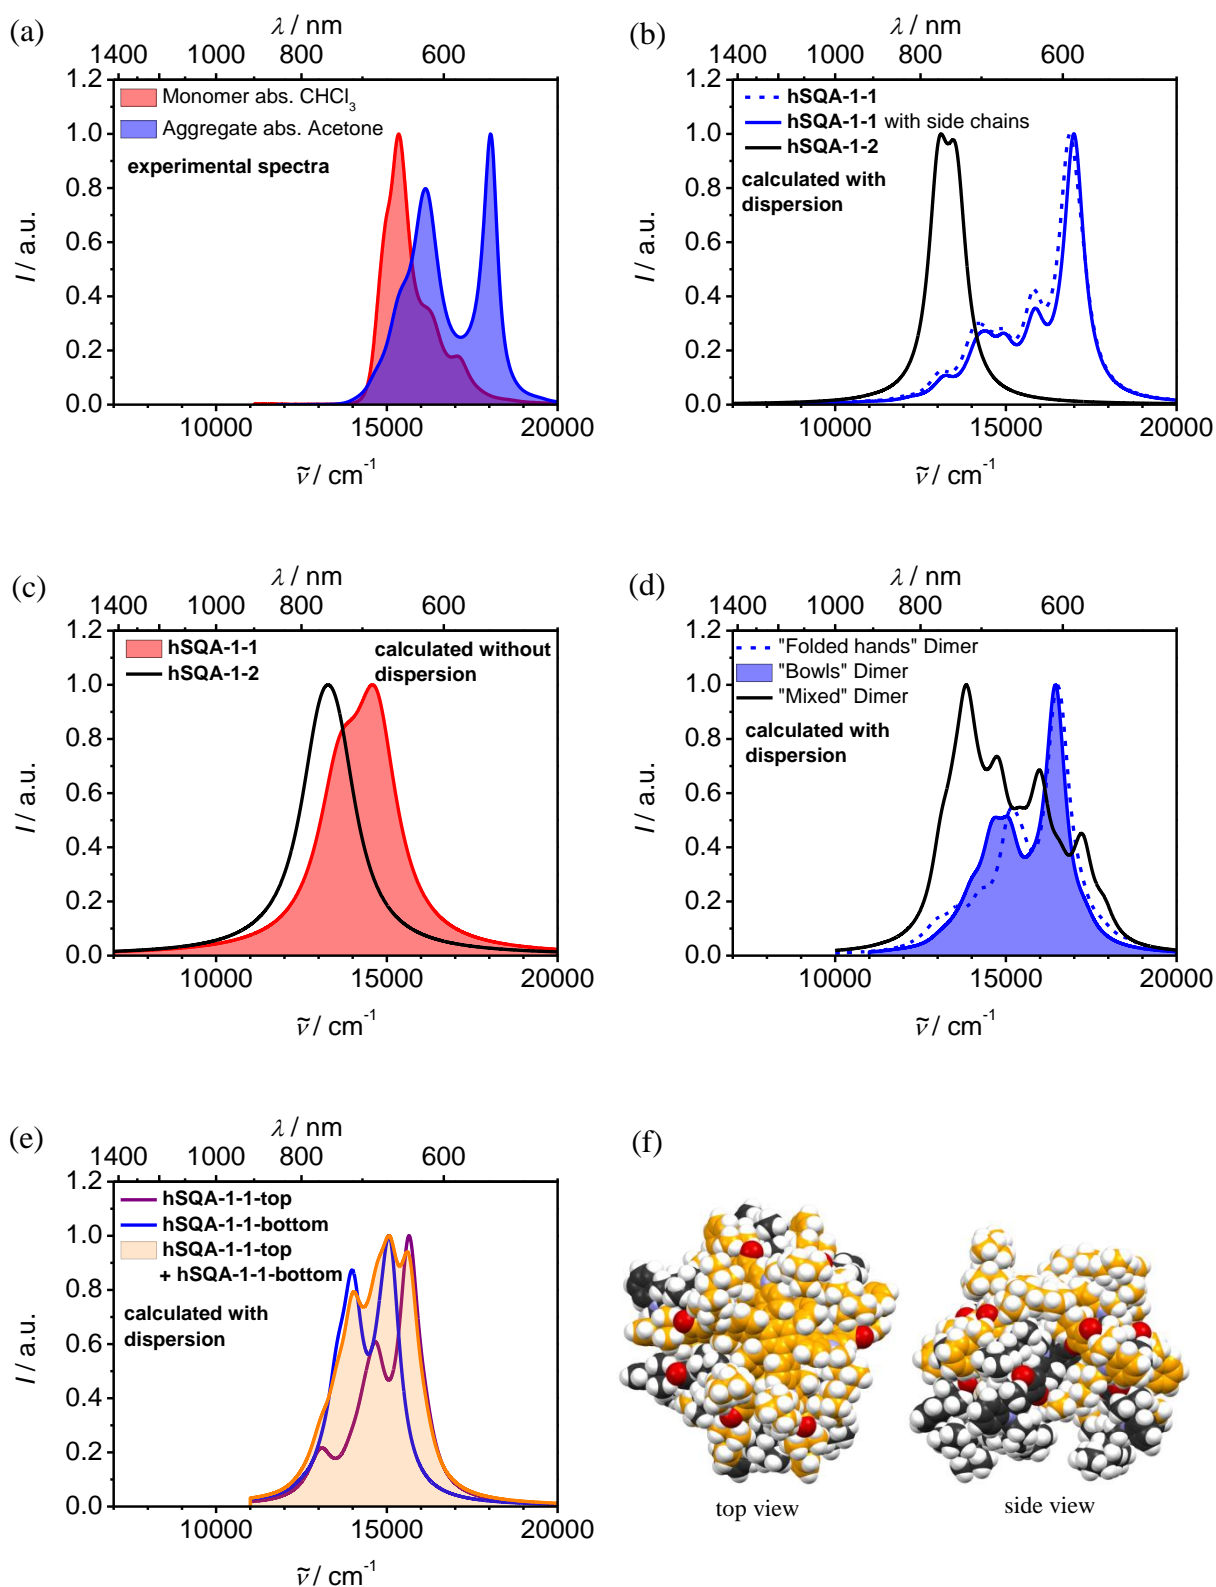 (a)
λ / nm
1400 1000 800 600
1.2
1.0
0.8
0.6
0.4
0.2
0.0
I / a.u.
Monomer abs. CHCl3
Aggregate abs. Acetone
experimental spectra
10000 15000 20000
ṽ / cm-1
(b)
λ / nm
1400 1000 800 600
1.2
1.0
0.8
0.6
0.4
0.2
0.0
I / a.u.
hSQA-1-1
hSQA-1-1 with side chains
hSQA-1-2
calculated with
dispersion
10000 15000 20000
ṽ / cm-1
(c)
λ / nm
1400 1000 800 600
1.2
1.0
0.8
0.6
0.4
0.2
0.0
I / a.u.
hSQA-1-1
hSQA-1-2
calculated without
dispersion
10000 15000 20000
ṽ / cm-1
(d)
λ / nm
1400 1000 800 600
1.2
1.0
0.8
0.6
0.4
0.2
0.0
I / a.u.
"Folded hands" Dimer
"Bowls" Dimer
"Mixed" Dimer
calculated with
dispersion
10000 15000 20000
ṽ / cm-1
(e)
λ / nm
1400 1000 800 600
1.2
1.0
0.8
0.6
0.4
0.2
0.0
I / a.u.
hSQA-1-1-top
hSQA-1-1-bottom
hSQA-1-1-top
+ hSQA-1-1-bottom
calculated with
dispersion
10000 15000 20000
ṽ / cm-1
(f)
top view
side view